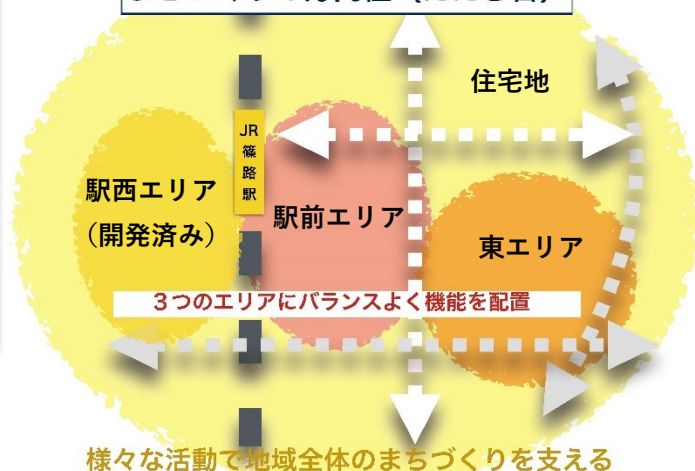 住宅地
JR篠路駅
駅西エリア
（開発済み）
駅前エリア
東エリア
３つのエリアにバランスよく機能を配置
様々な活動で地域全体のまちづくりを支える